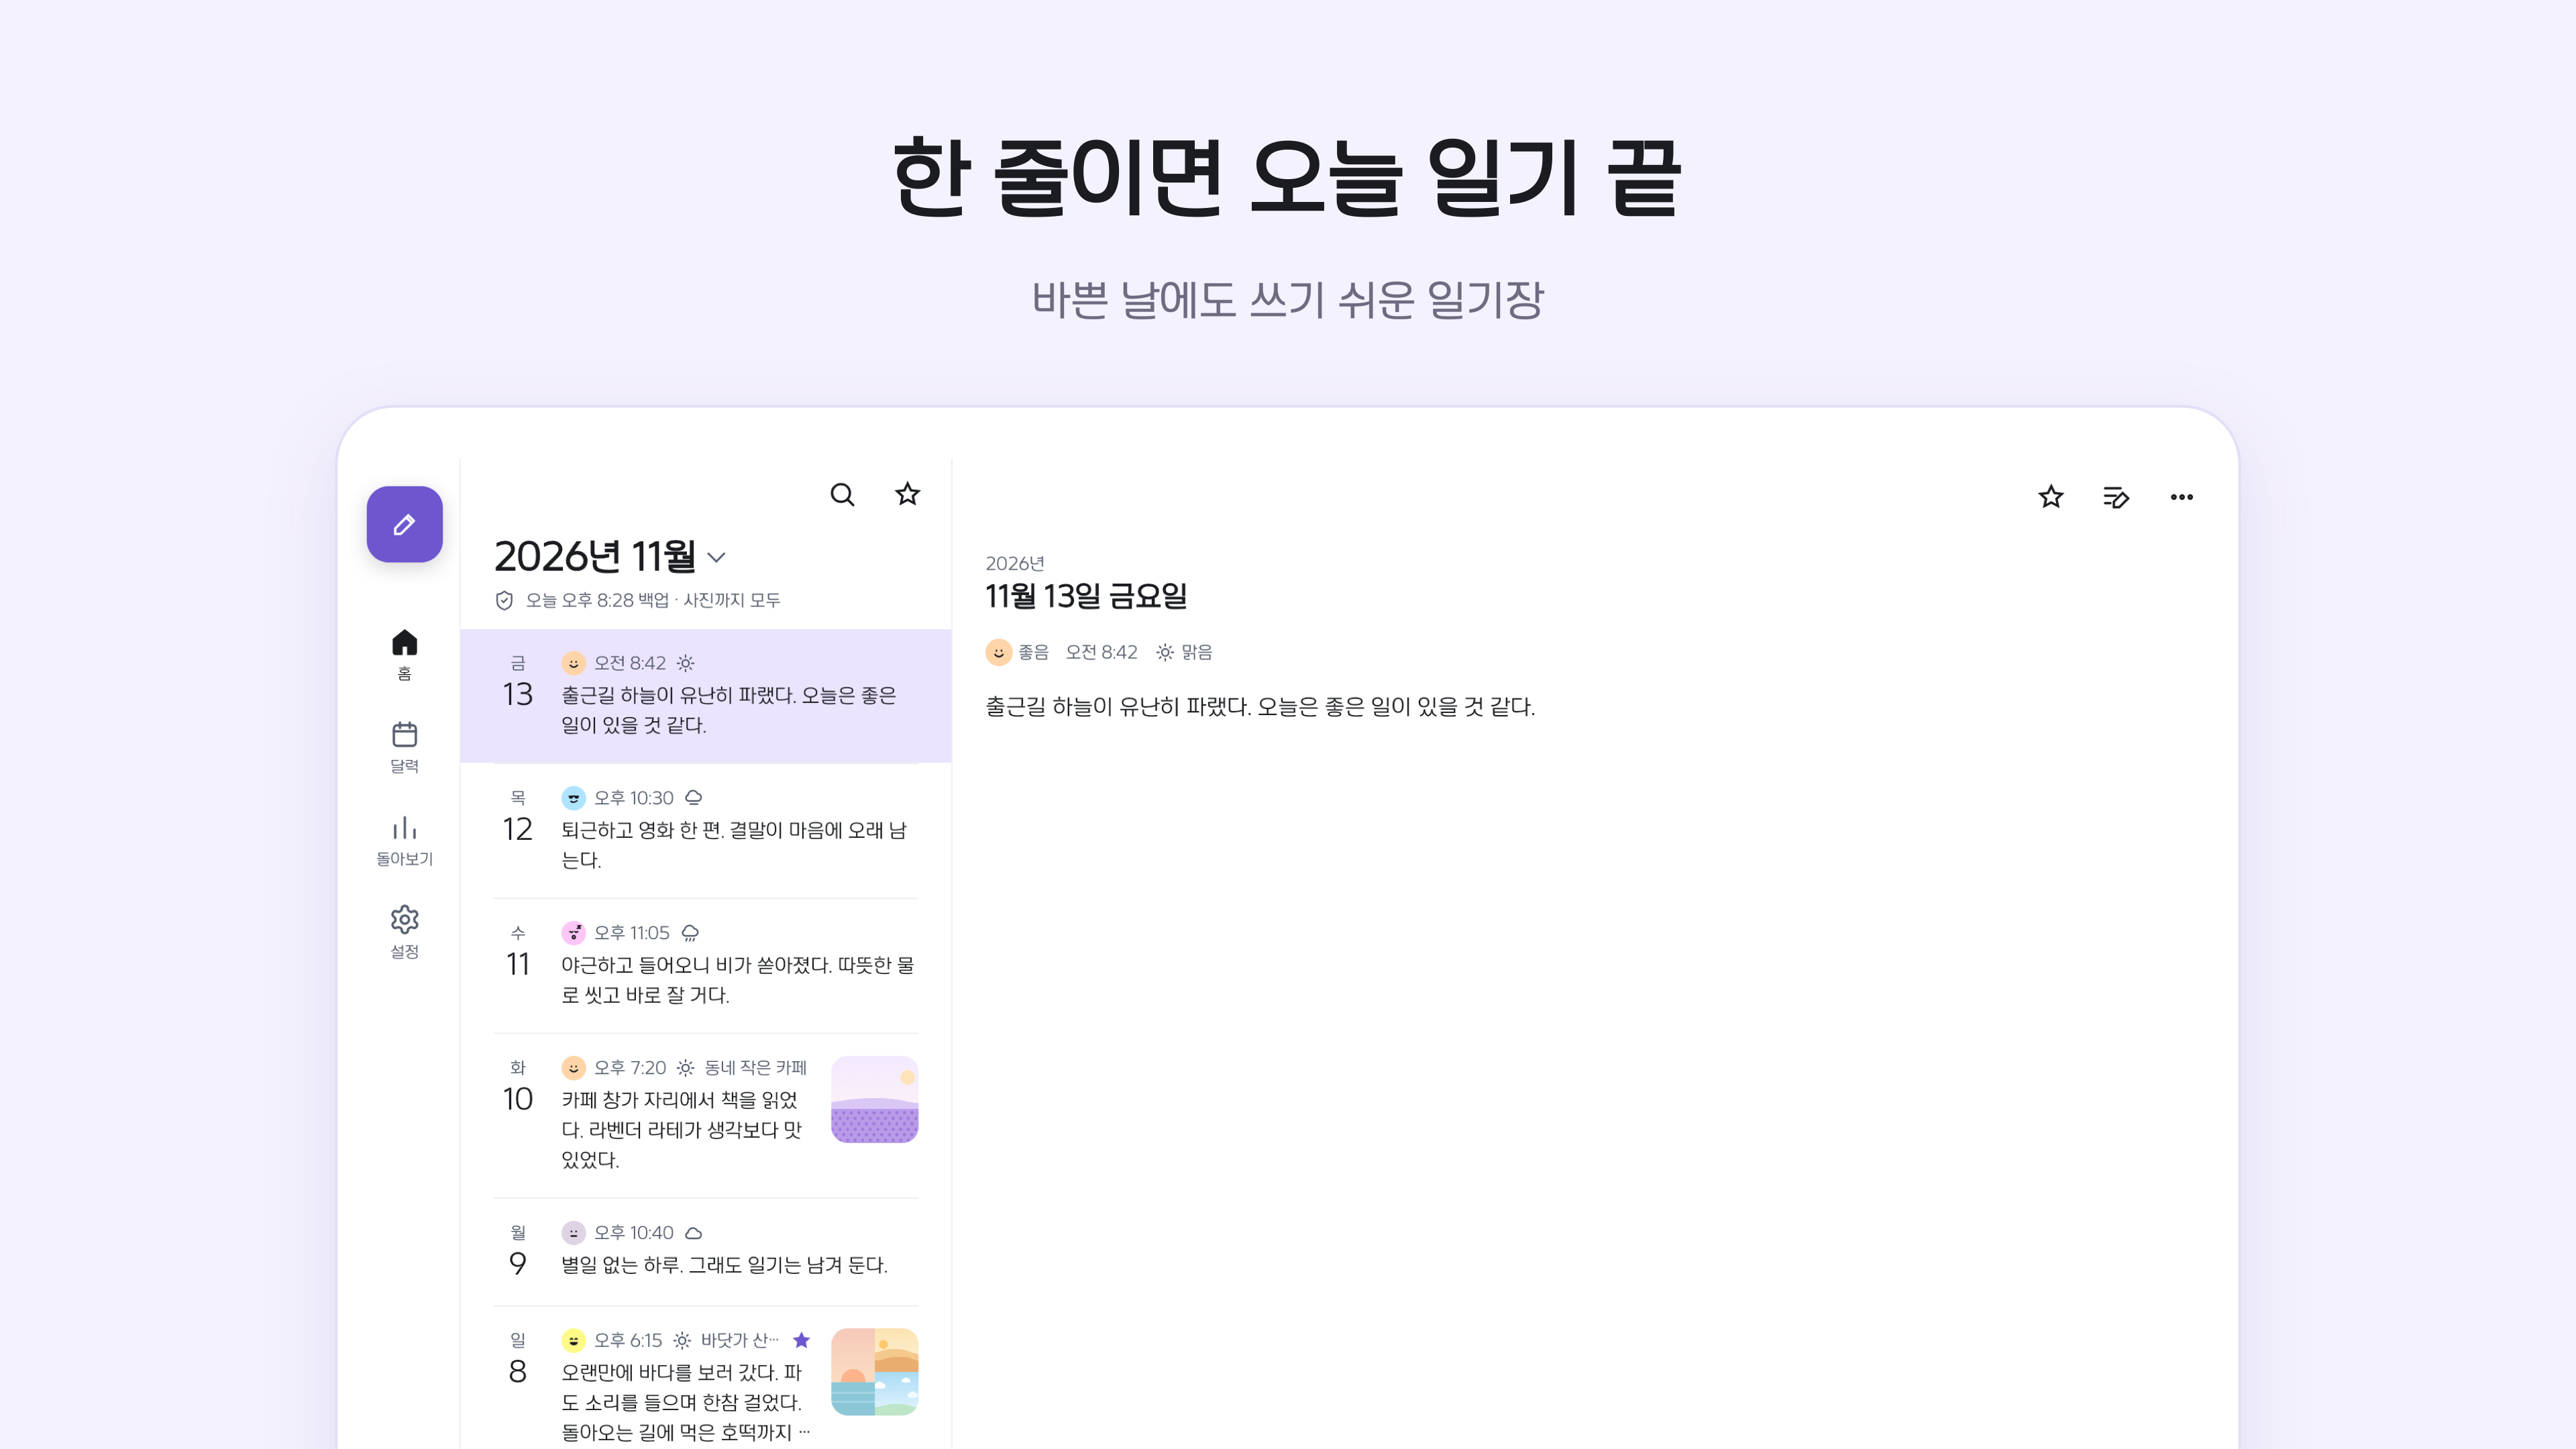 한 줄이면 오늘 일기 끝
바쁜 날에도 쓰기 쉬운 일기장
홈
달력
돌아보기
설정
2026년 11월
오늘 오후 8:28 백업 · 사진까지 모두
금
13
오전 8:42
출근길 하늘이 유난히 파랬다. 오늘은 좋은
일이 있을 것 같다.
목
12
오후 10:30
퇴근하고 영화 한 편. 결말이 마음에 오래 남
는다.
수
11
오후 11:05
야근하고 들어오니 비가 쏟아졌다. 따뜻한 물
로 씻고 바로 잘 거다.
화
10
오후 7:20 동네 작은 카페
카페 창가 자리에서 책을 읽었
다. 라벤더 라테가 생각보다 맛
있었다.
월
9
오후 10:40
별일 없는 하루. 그래도 일기는 남겨 둔다.
일
8
오후 6:15 바닷가 산…
오랜만에 바다를 보러 갔다. 파
도 소리를 들으며 한참 걸었다.
돌아오는 길에 먹은 호떡까지 …
2026년
11월 13일 금요일
좋음 오전 8:42 맑음
출근길 하늘이 유난히 파랬다. 오늘은 좋은 일이 있을 것 같다.